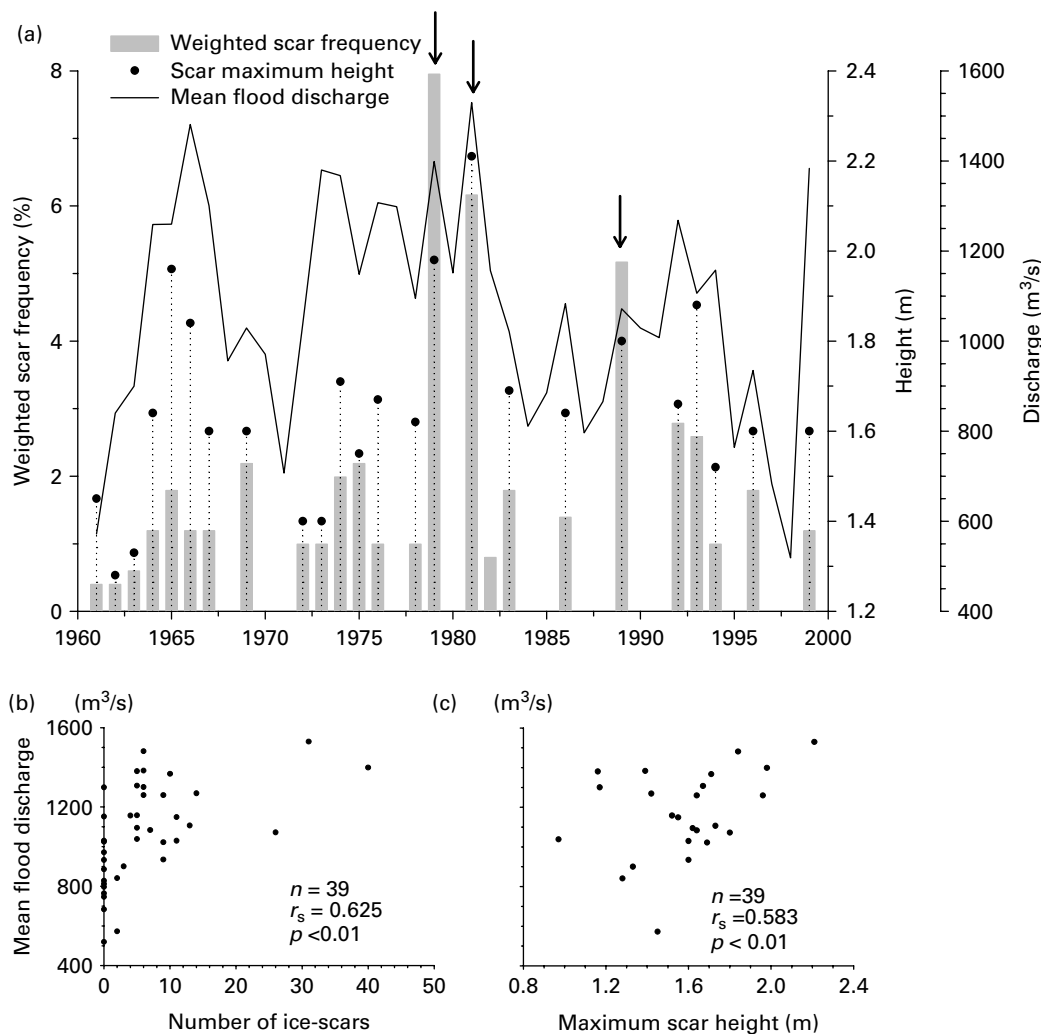 (a)
Weighted scar frequency
Scar maximum height
Mean flood discharge
Weighted scar frequency (%)
8
6
4
2
0
2.4
2.2
2.0
1.8
1.6
1.4
1.2
Height (m)
1600
1400
1200
1000
800
600
400
Discharge (m³/s)
1960 1965 1970 1975 1980 1985 1990 1995 2000
(b) (m³/s)
Mean flood discharge
1600
1200
800
400
0 10 20 30 40 50
Number of ice-scars
n = 39
rs = 0.625
p <0.01
(c) (m³/s)
n =39
rs =0.583
p < 0.01
0.8 1.2 1.6 2.0 2.4
Maximum scar height (m)